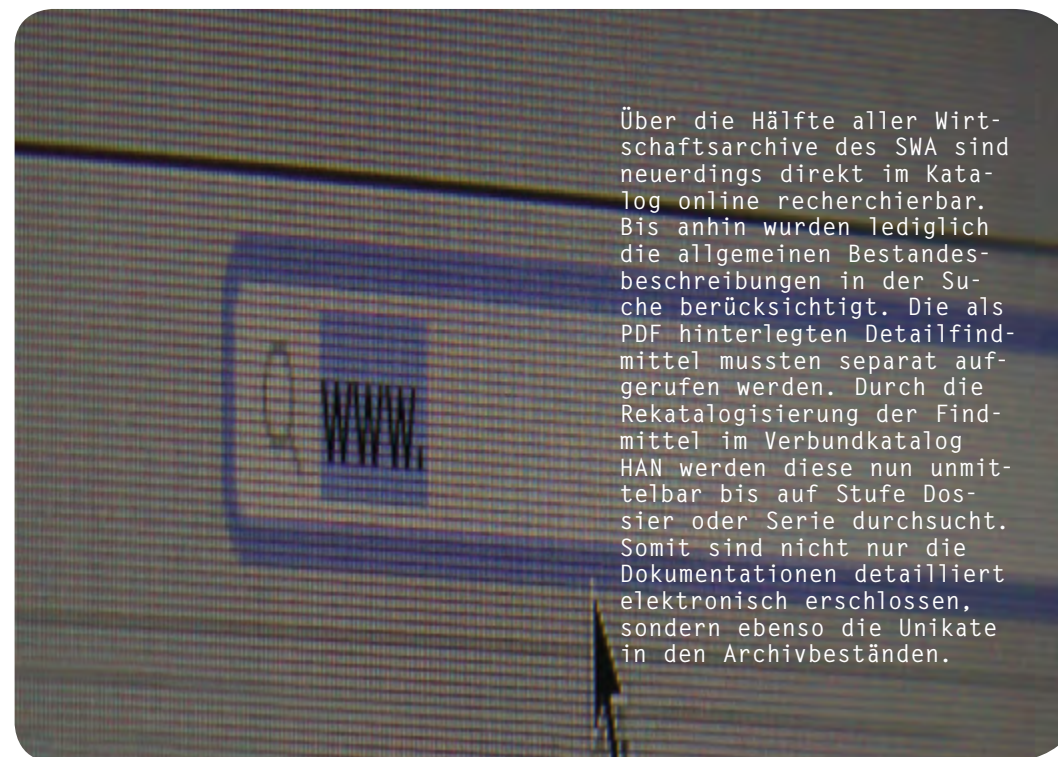 Über die Hälfte aller Wirt-
schaftsarchive des SWA sind
neuerdings direkt im Kata-
log online recherchierbar.
Bis anhin wurden lediglich
die allgemeinen Bestandes-
beschreibungen in der Su-
che berücksichtigt. Die als
PDF hinterlegten Detailfind-
mittel mussten separat auf-
gerufen werden. Durch die
Rekatalogisierung der Find-
mittel im Verbundkatalog
HAN werden diese nun unmit-
telbar bis auf Stufe Dos-
sier oder Serie durchsucht.
Somit sind nicht nur die
Dokumentationen detailliert
elektronisch erschlossen,
sondern ebenso die Unikate
in den Archivbeständen.
www.